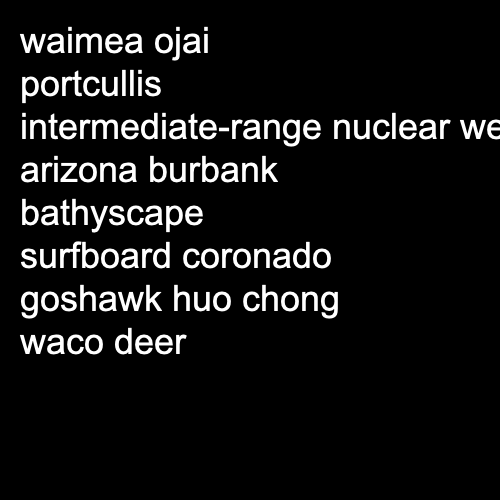 waimea ojai
portcullis
intermediate-range nuclear we
arizona burbank
bathyscape
surfboard coronado
goshawk huo chong
waco deer